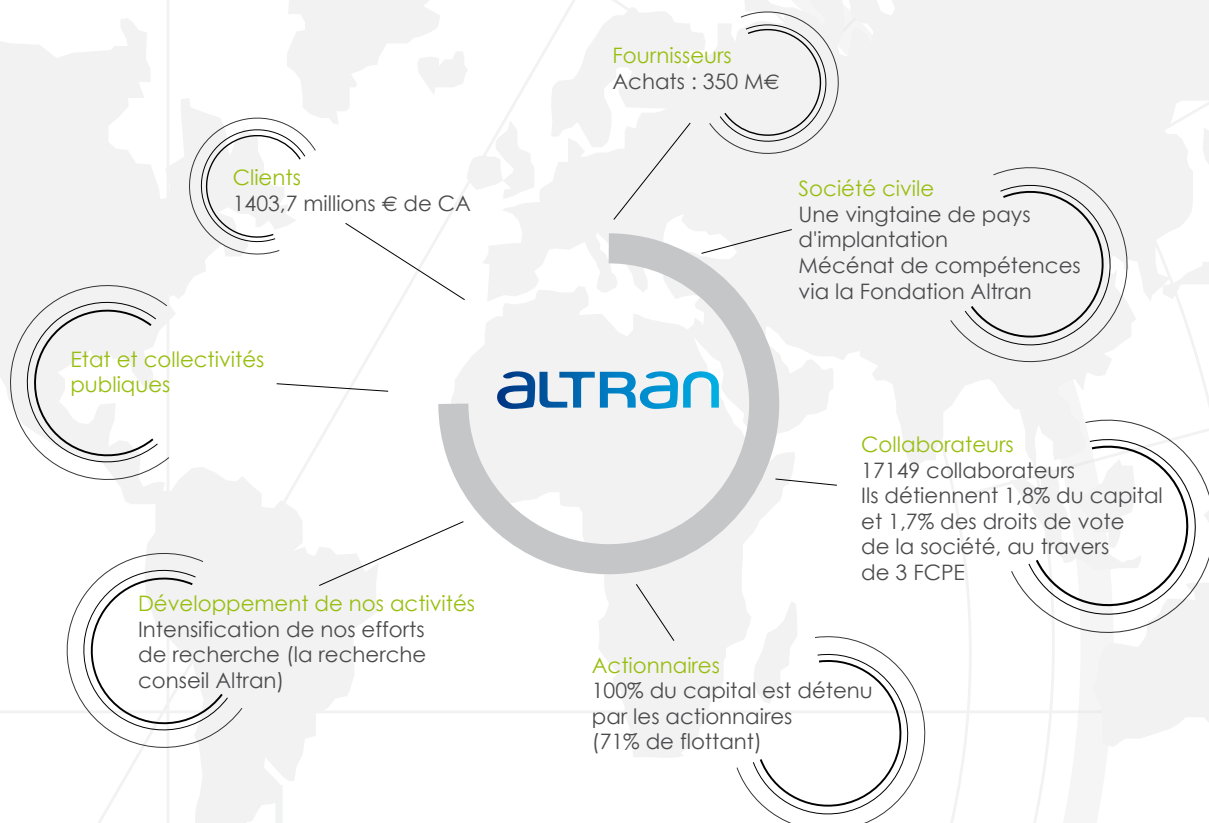 Fournisseurs
Achats : 350 M€
Clients
1403,7 millions € de CA
Société civile
Une vingtaine de pays
d'implantation
Mécénat de compétences
via la Fondation Altran
Etat et collectivités
publiques
aLTRan
Collaborateurs
17149 collaborateurs
Ils détiennent 1,8% du capital
et 1,7% des droits de vote
de la société, au travers
de 3 FCPE
Développement de nos activités
Intensification de nos efforts
de recherche (la recherche
conseil Altran)
Actionnaires
100% du capital est détenu
par les actionnaires
(71% de flottant)